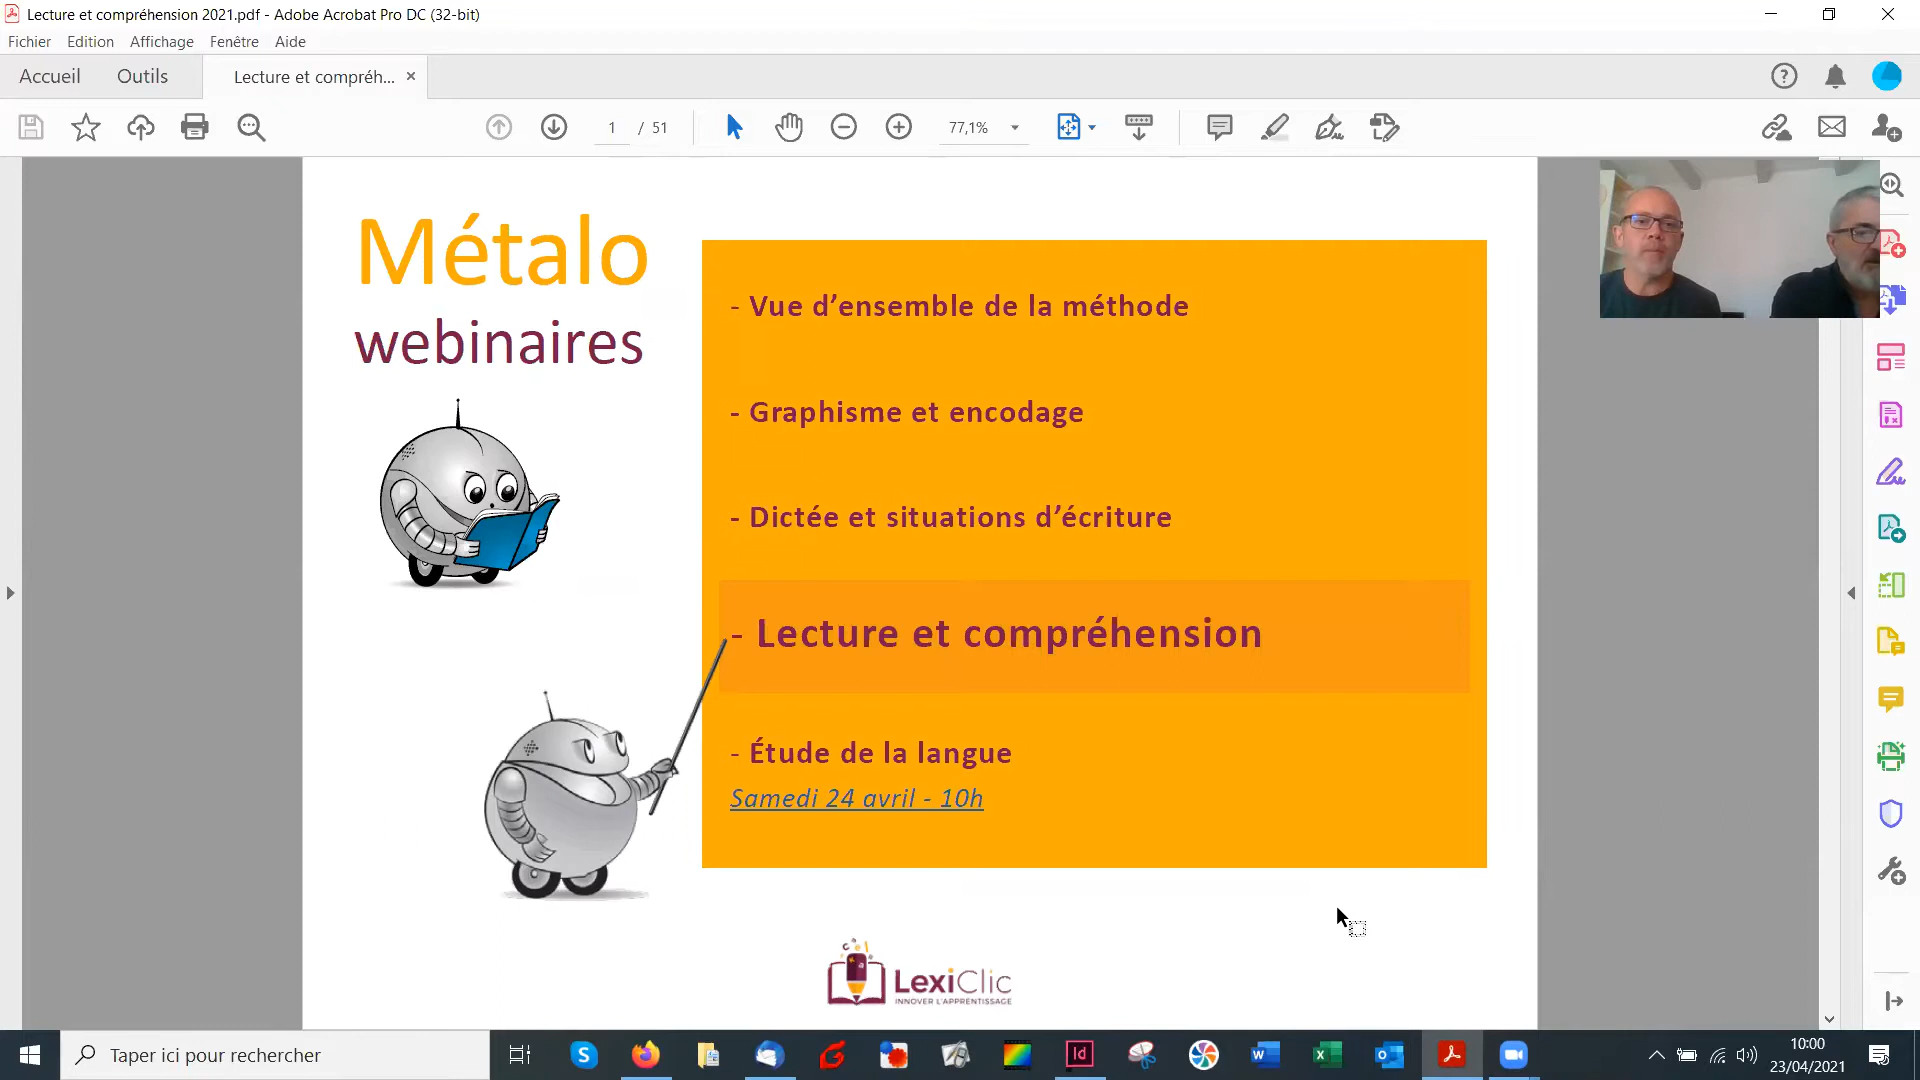 Lecture et compréhension 2021.pdf - Adobe Acrobat Pro DC (32-bit)
Fichier Edition Affichage Fenêtre Aide
Accueil Outils Lecture et compréh... ×
1 / 51 77,1%
Métalo
webinaires
- Vue d’ensemble de la méthode
- Graphisme et encodage
- Dictée et situations d’écriture
- Lecture et compréhension
- Étude de la langue
Samedi 24 avril - 10h
LexiClic
INNOVER L'APPRENTISSAGE
Taper ici pour rechercher
10:00
23/04/2021